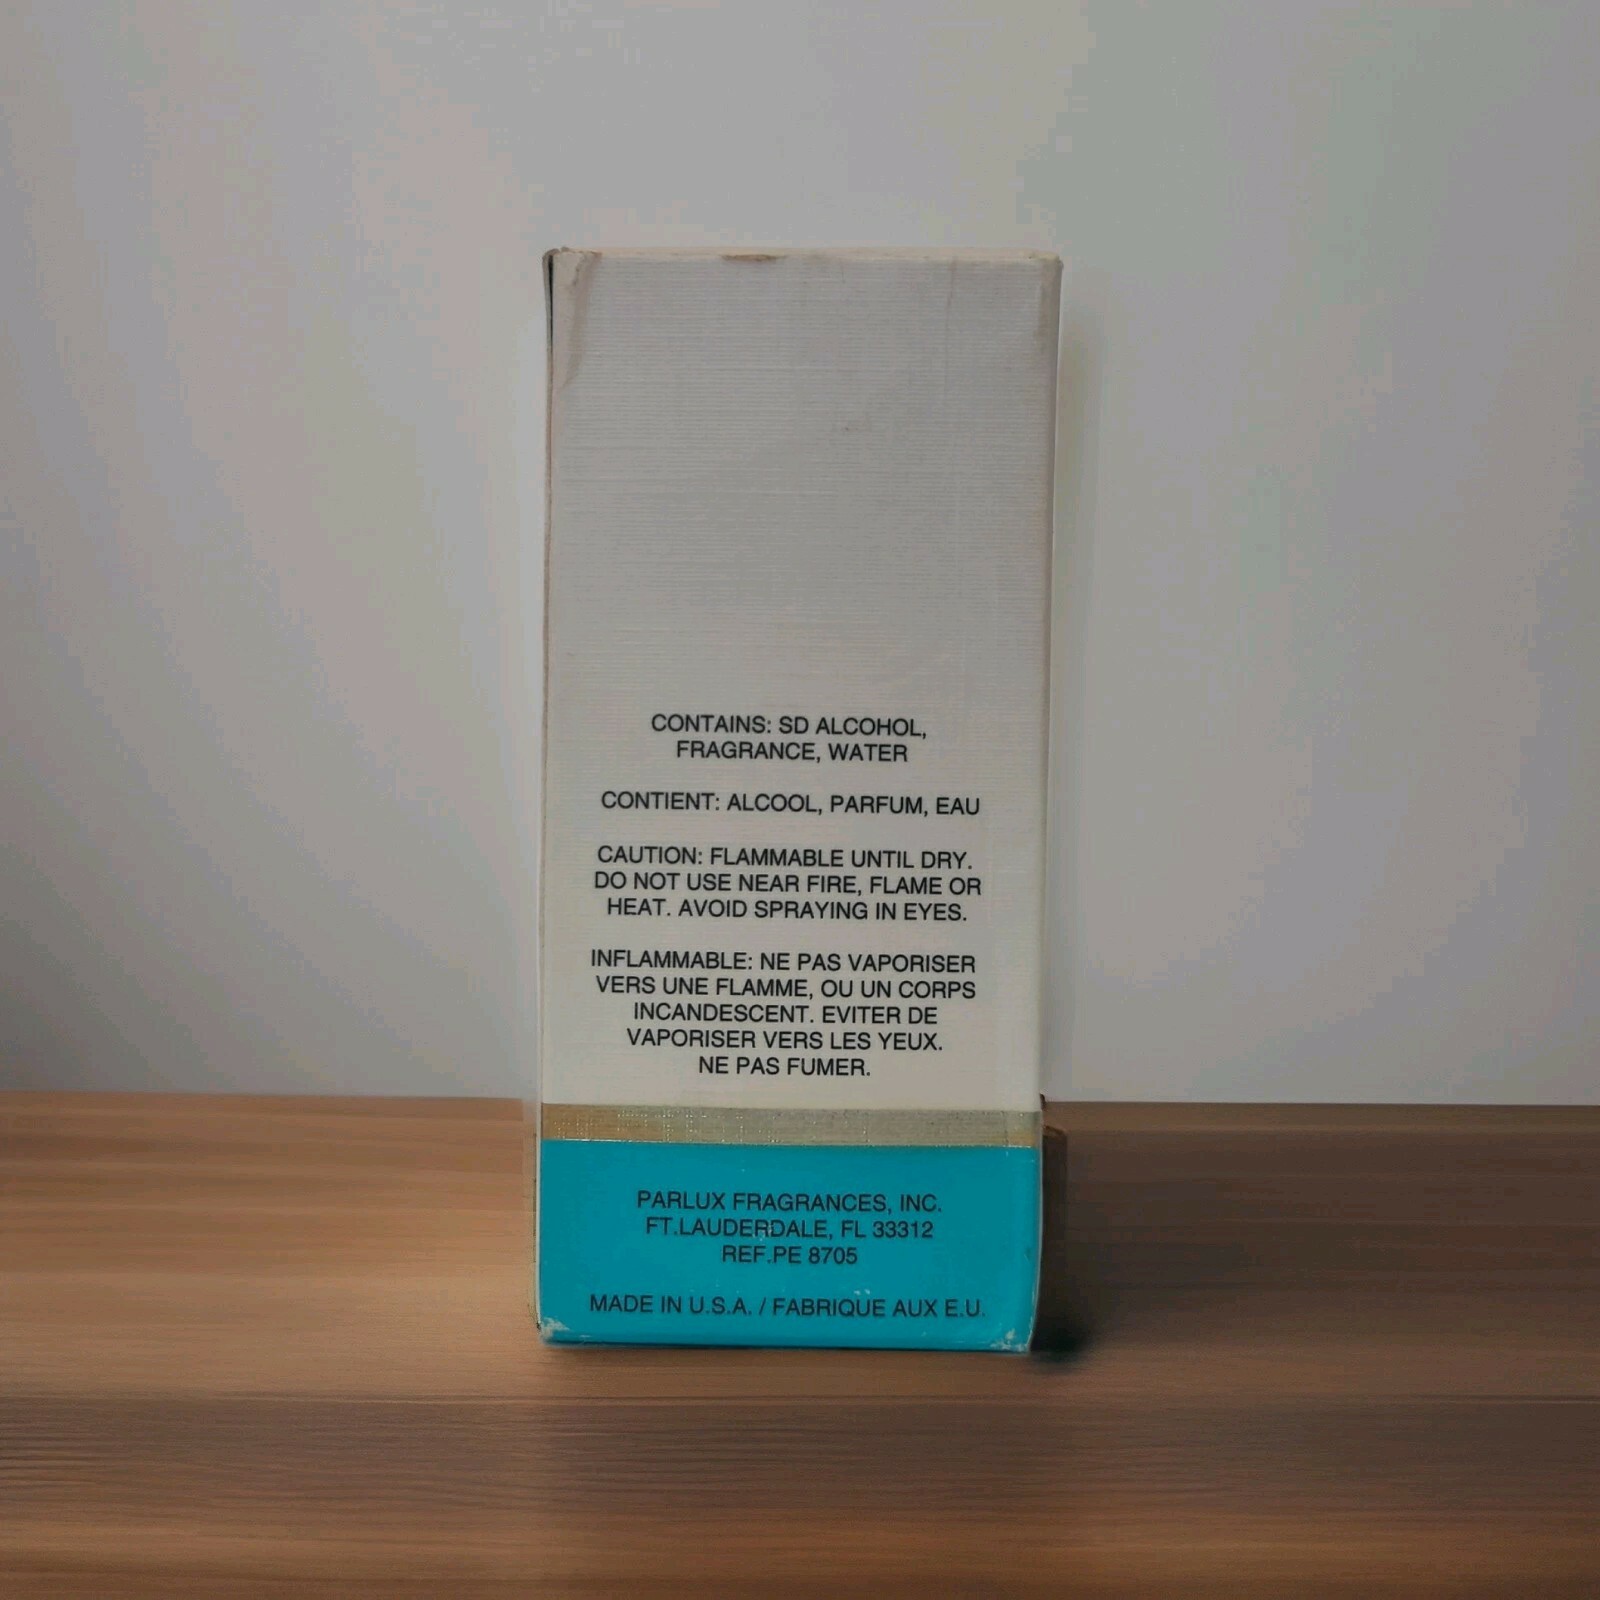 CONTAINS: SD ALCOHOL,
FRAGRANCE, WATER
CONTIENT: ALCOOL, PARFUM, EAU
CAUTION: FLAMMABLE UNTIL DRY.
DO NOT USE NEAR FIRE, FLAME OR
HEAT. AVOID SPRAYING IN EYES.
INFLAMMABLE: NE PAS VAPORISER
VERS UNE FLAMME, OU UN CORPS
INCANDESCENT. EVITER DE
VAPORISER VERS LES YEUX.
NE PAS FUMER.
PARLUX FRAGRANCES, INC.
FT.LAUDERDALE, FL 33312
REF.PE 8705
MADE IN U.S.A. / FABRIQUE AUX E.U.